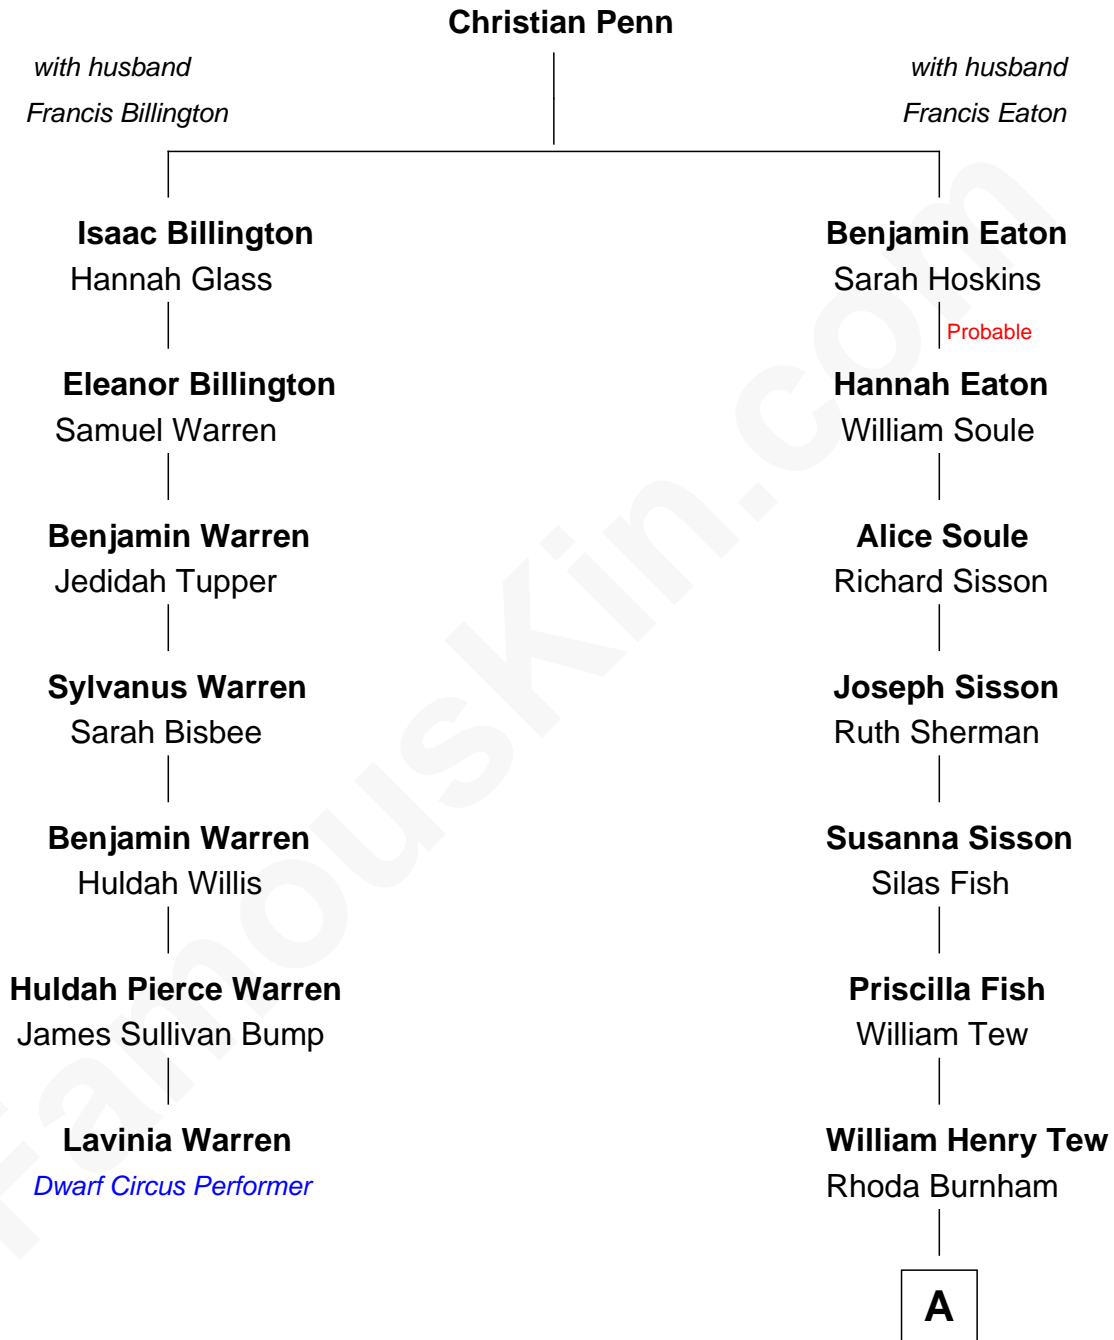 Christian Penn
with husband
Francis Billington
with husband
Francis Eaton
Isaac Billington
Hannah Glass
Benjamin Eaton
Sarah Hoskins
Probable
Eleanor Billington
Samuel Warren
Hannah Eaton
William Soule
Benjamin Warren
Jedidah Tupper
Alice Soule
Richard Sisson
Sylvanus Warren
Sarah Bisbee
Joseph Sisson
Ruth Sherman
Benjamin Warren
Huldah Willis
Susanna Sisson
Silas Fish
Huldah Pierce Warren
James Sullivan Bump
Priscilla Fish
William Tew
Lavinia Warren
Dwarf Circus Performer
William Henry Tew
Rhoda Burnham
A
FamousKin.com